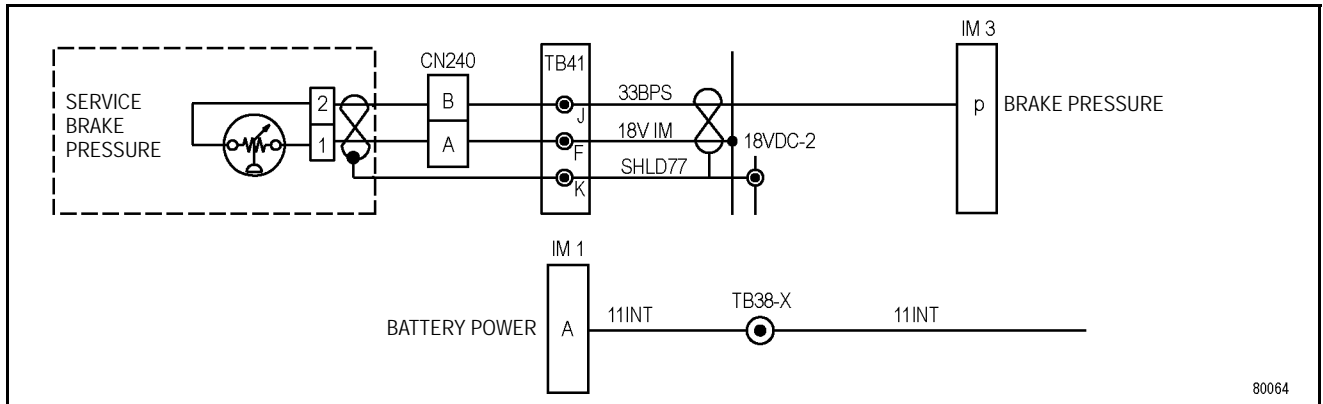 IM 3
CN240
TB41
SERVICE
BRAKE
PRESSURE
2
1
B
A
J
F
K
33BPS
18V IM
SHLD77
18VDC-2
p
BRAKE PRESSURE
IM 1
BATTERY POWER
A
11INT
TB38-X
11INT
80064